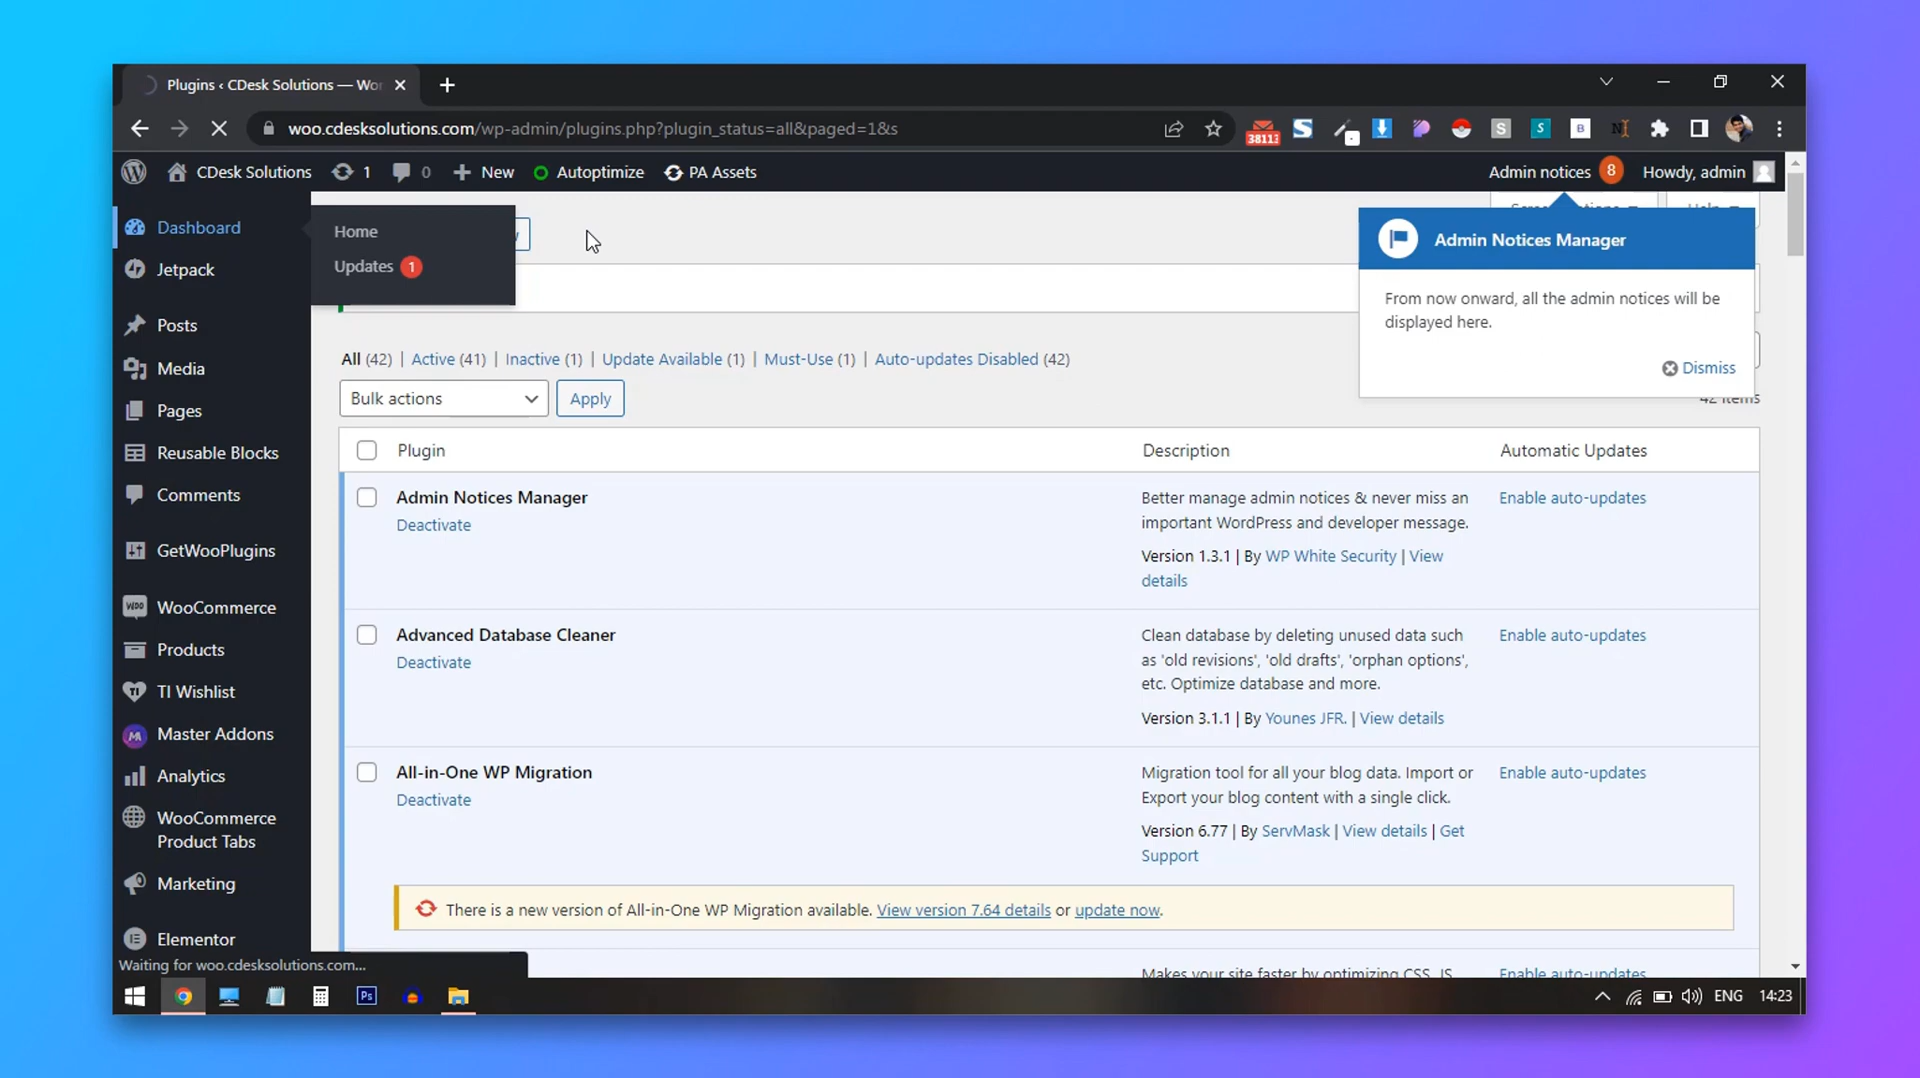 Plugins ‹ CDesk Solutions — Wo
woo.cdesksolutions.com/wp-admin/plugins.php?plugin_status=all&paged=1&s
38113
CDesk Solutions 1 0 New Autoptimize PA Assets Admin notices 8 Howdy, admin
Dashboard
Home
Updates 1
Jetpack
Posts
Media
Pages
Reusable Blocks
Comments
GetWooPlugins
WooCommerce
Products
TI Wishlist
Master Addons
Analytics
WooCommerce
Product Tabs
Marketing
Elementor
Waiting for woo.cdesksolutions.com...
Admin Notices Manager
From now onward, all the admin notices will be
displayed here.
Dismiss
All (42) | Active (41) | Inactive (1) | Update Available (1) | Must-Use (1) | Auto-updates Disabled (42)
Bulk actions Apply
42 items
Plugin Description Automatic Updates
Admin Notices Manager
Deactivate
Better manage admin notices & never miss an
important WordPress and developer message.
Version 1.3.1 | By WP White Security | View
details
Enable auto-updates
Advanced Database Cleaner
Deactivate
Clean database by deleting unused data such
as 'old revisions', 'old drafts', 'orphan options',
etc. Optimize database and more.
Version 3.1.1 | By Younes JFR. | View details
Enable auto-updates
All-in-One WP Migration
Deactivate
Migration tool for all your blog data. Import or
Export your blog content with a single click.
Version 6.77 | By ServMask | View details | Get
Support
Enable auto-updates
There is a new version of All-in-One WP Migration available. View version 7.64 details or update now.
Makes your site faster by optimizing CSS, JS,
Enable auto-updates
Ps
ENG 14:23